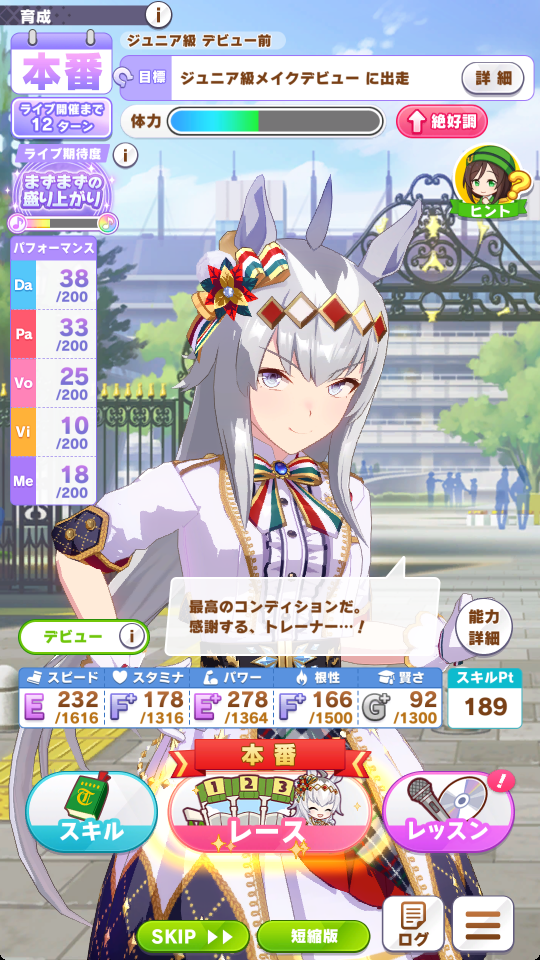 育成
i
本番
ライブ開催まで
12 ターン
ライブ期待度
i
まずまずの
盛り上がり
パフォーマンス
Da
38
/200
Pa
33
/200
Vo
25
/200
Vi
10
/200
Me
18
/200
ジュニア級 デビュー前
目標
ジュニア級メイクデビュー に出走
詳細
体力
絶好調
?
ヒント
最高のコンディションだ。
感謝する、トレーナー…!
デビュー i
能力
詳細
スピード スタミナ パワー 根性 賢さ スキルPt
E 232 F+ 178 E+ 278 F+ 166 G+ 92 189
/1616 /1316 /1364 /1500 /1300
本番
1 2 3
スキル
レース
レッスン
!
SKIP
短縮版
ログ